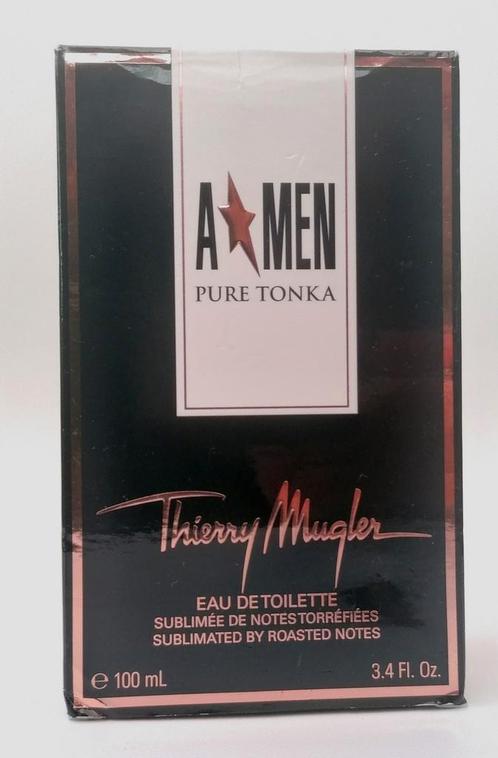 A★MEN
PURE TONKA
Thierry Mugler
EAU DE TOILETTE
SUBLIMÉE DE NOTES TORRÉFIÉES
SUBLIMATED BY ROASTED NOTES
℮ 100 mL 3.4 Fl. Oz.